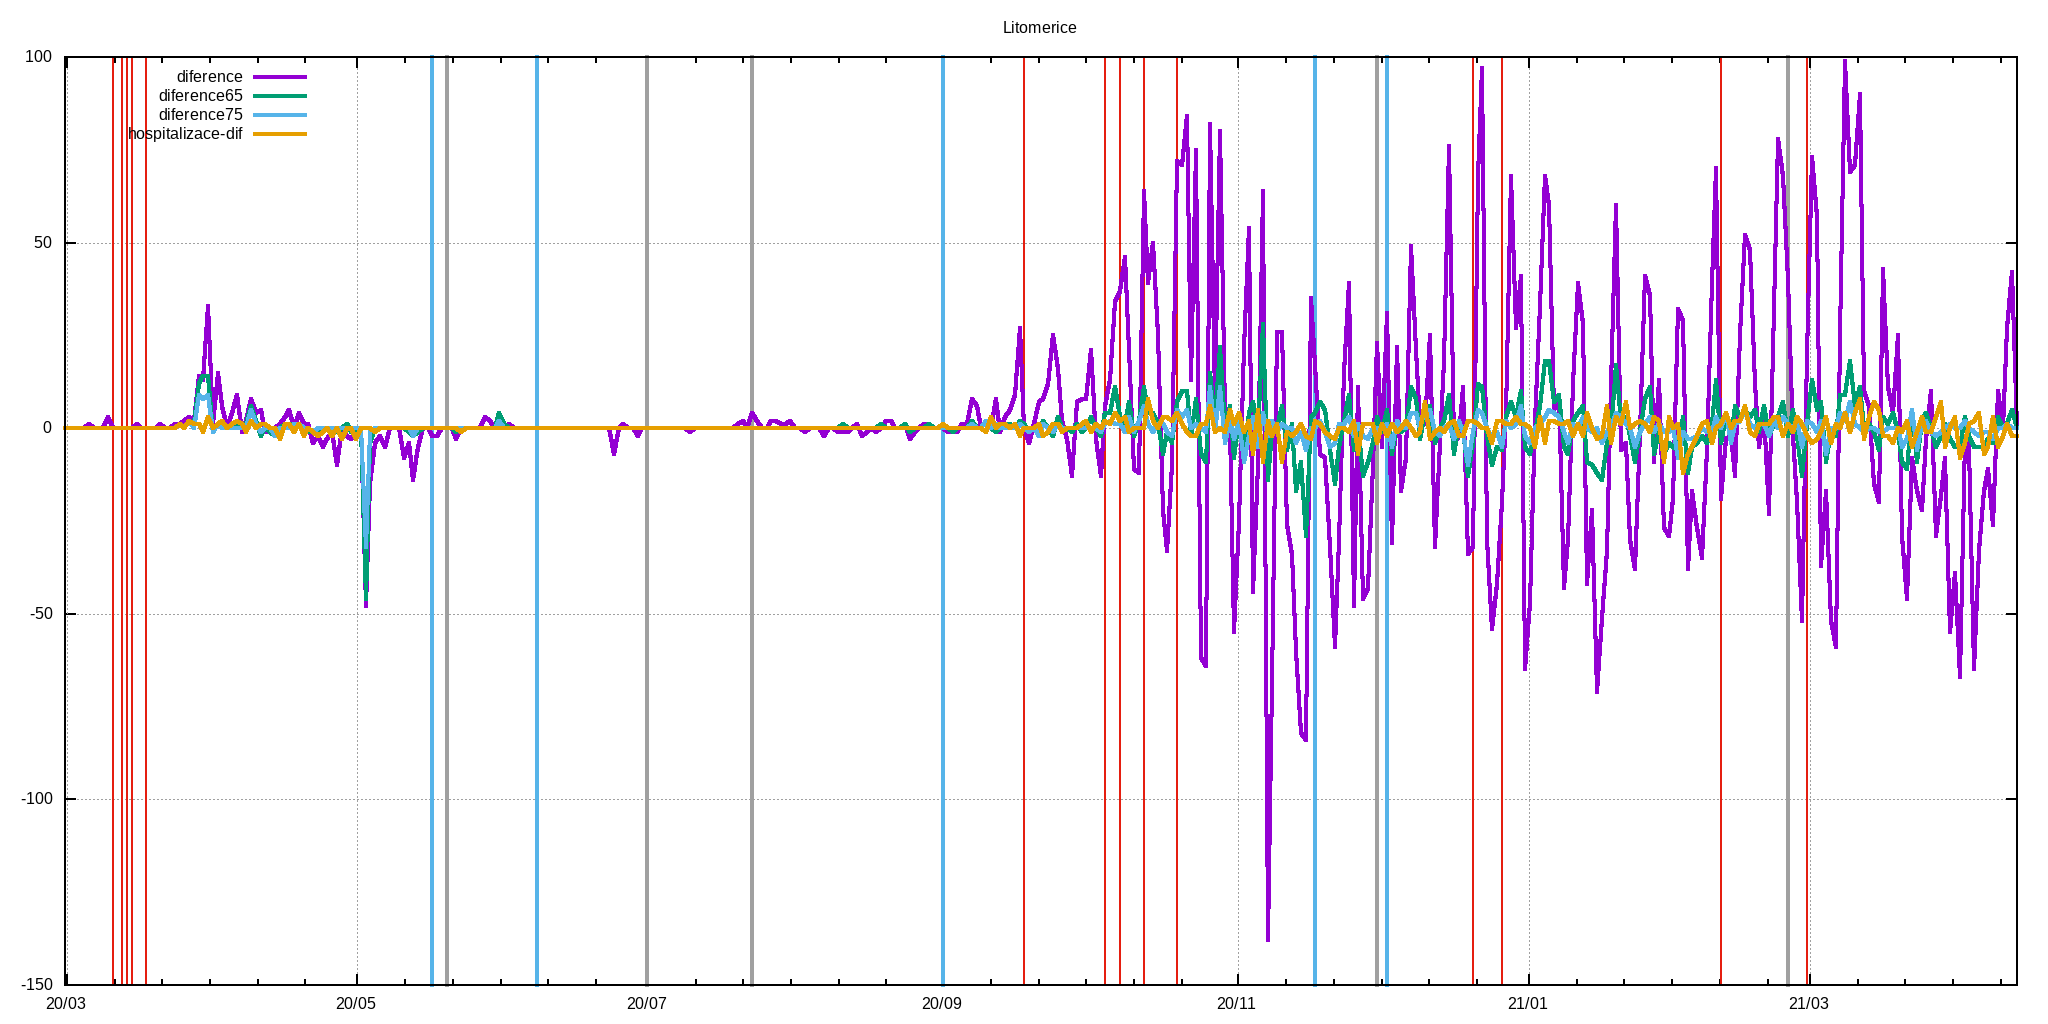 Litomerice
100
diference
diference65
diference75
hospitalizace-dif
50
0
-50
-100
-150
20/03 20/05 20/07 20/09 20/11 21/01 21/03